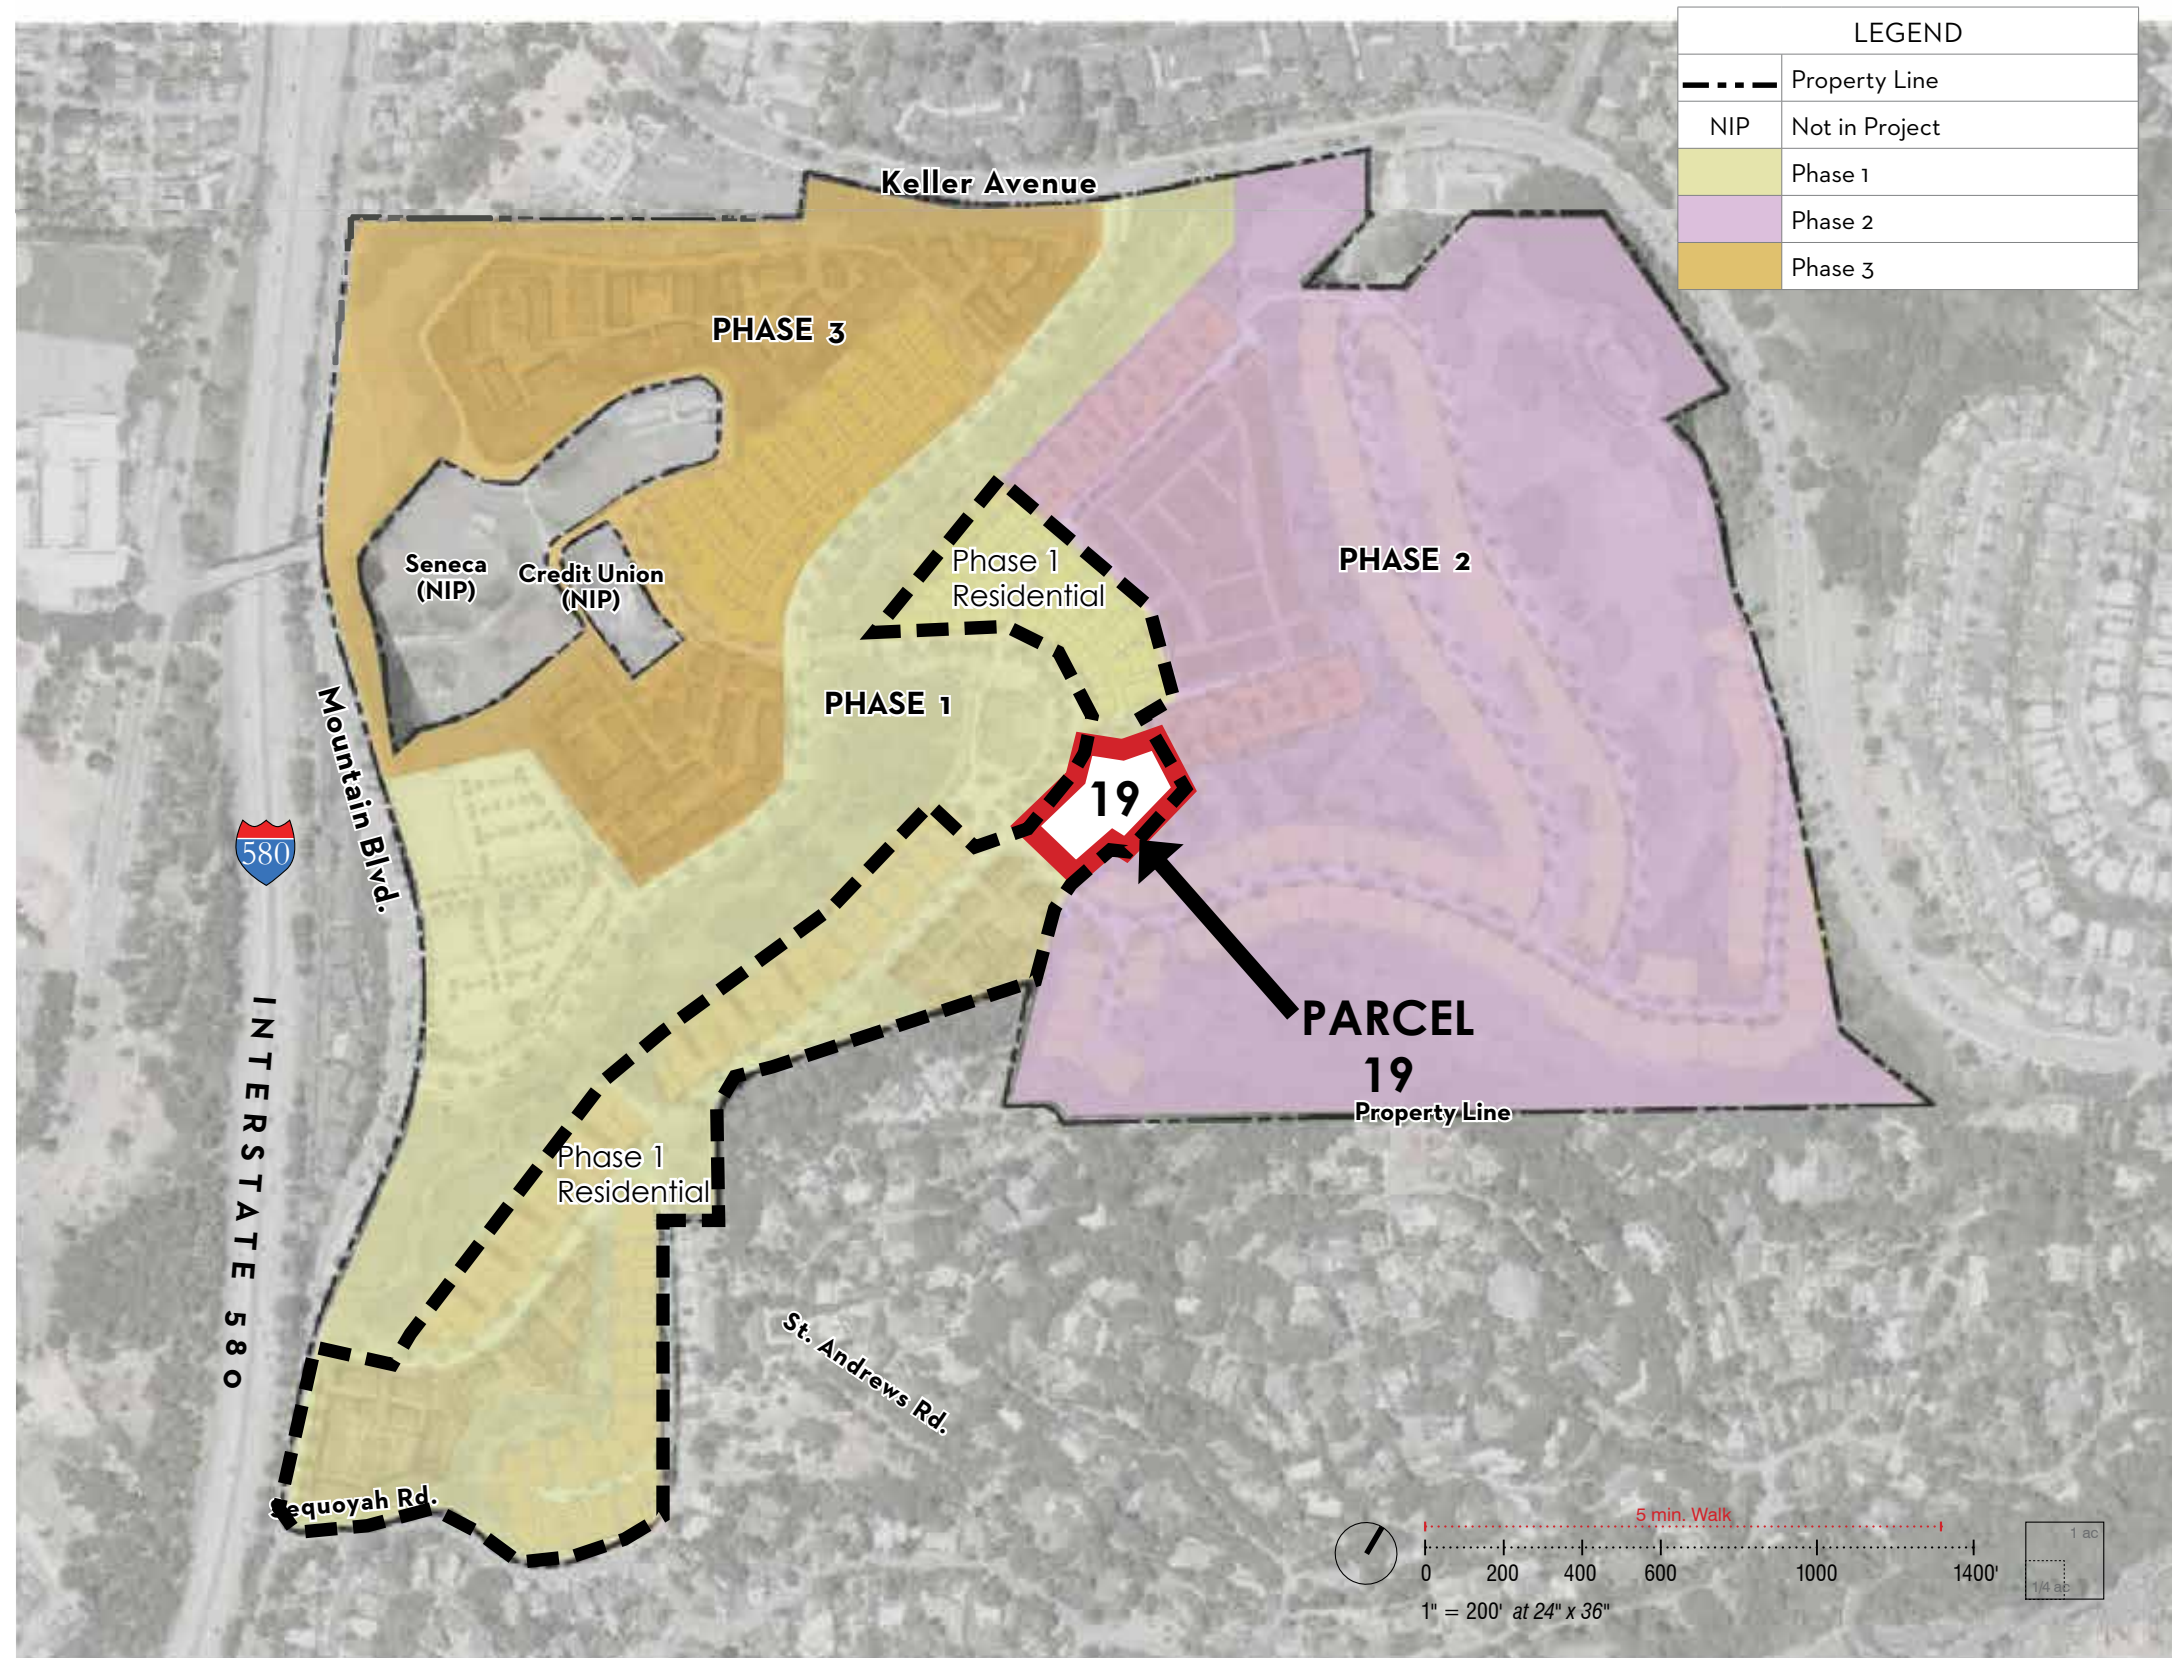 LEGEND
Property Line
NIP Not in Project
Phase 1
Phase 2
Phase 3
Keller Avenue
PHASE 3
Seneca
(NIP)
Credit Union
(NIP)
Phase 1
Residential
PHASE 2
PHASE 1
Mountain Blvd.
19
580
PARCEL
19
Property Line
INTERSTATE 580
Phase 1
Residential
St. Andrews Rd.
Sequoyah Rd.
5 min. Walk
0 200 400 600 1000 1400'
1" = 200' at 24" x 36"
1 ac
1/4 ac